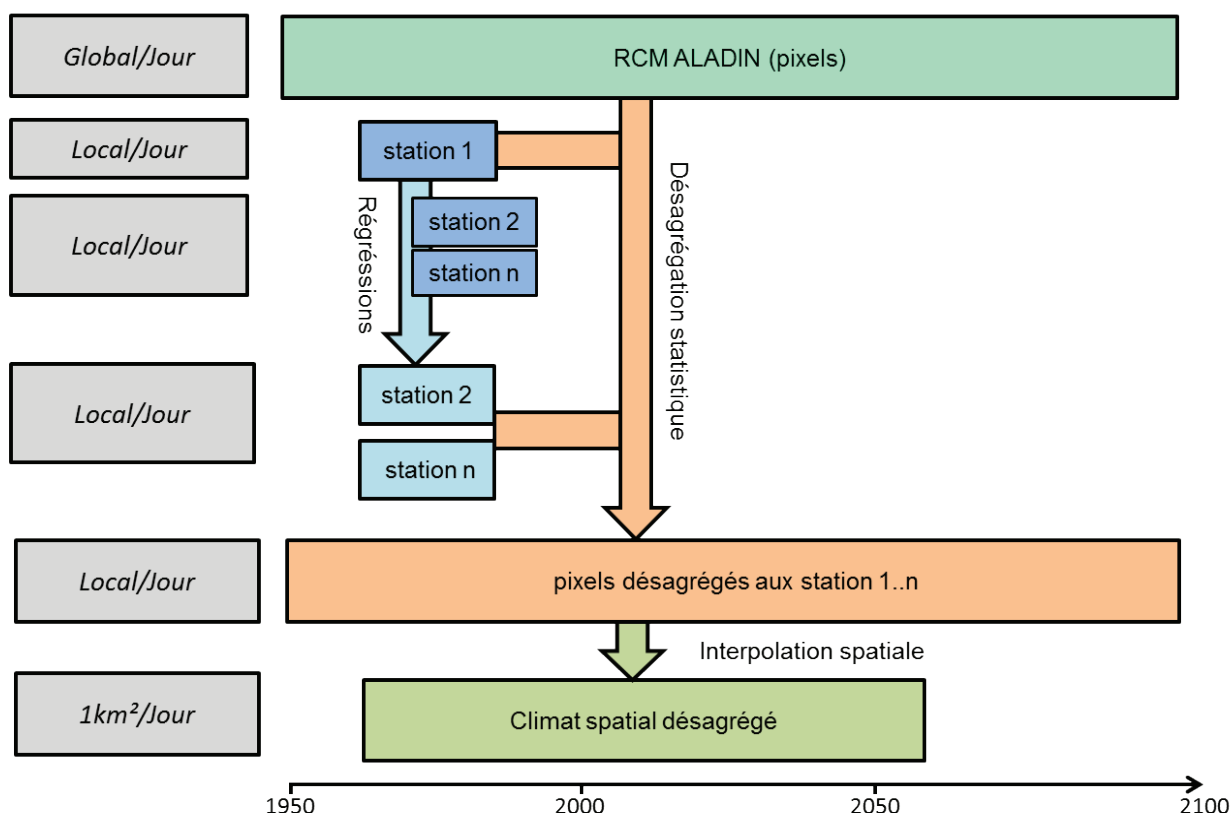 Global/Jour
RCM ALADIN (pixels)
Local/Jour
station 1
Local/Jour
Régréssions
station 2
station n
Désagrégation statistique
Local/Jour
station 2
station n
Local/Jour
pixels désagrégés aux station 1..n
Interpolation spatiale
1km²/Jour
Climat spatial désagrégé
1950
2000
2050
2100